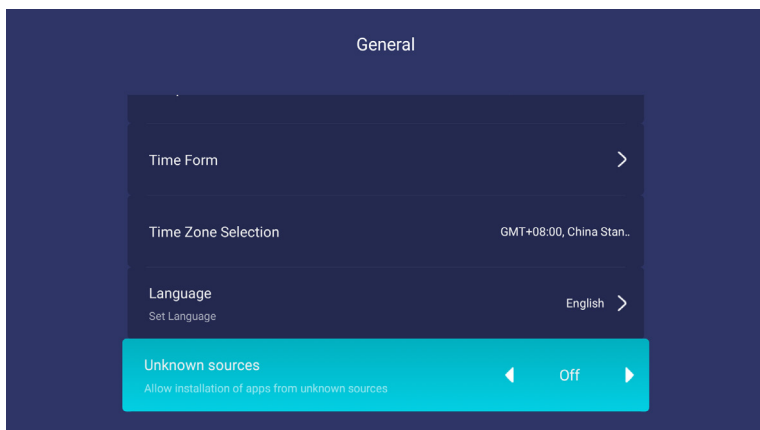 General
Time Form
Time Zone Selection
GMT+08:00, China Stan..
Language
Set Language
English
Unknown sources
Allow installation of apps from unknown sources
Off